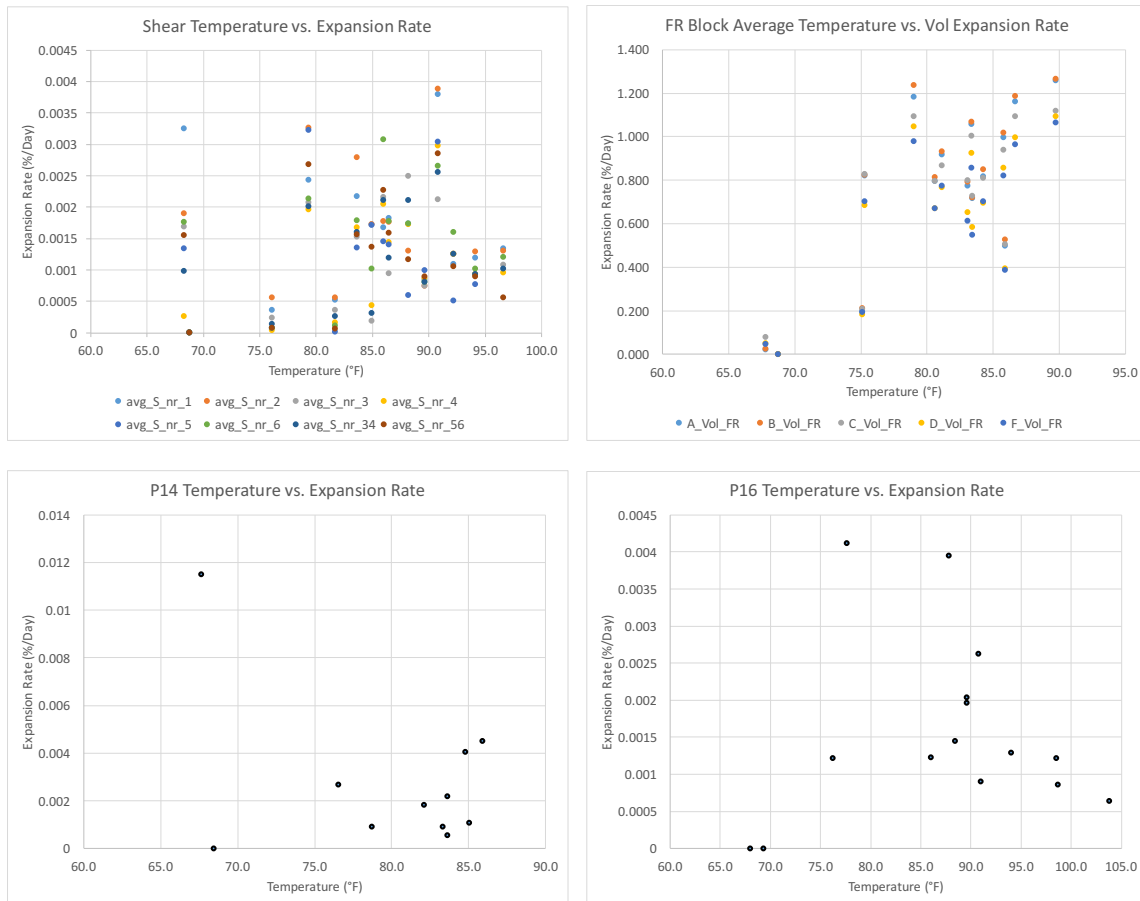 Shear Temperature vs. Expansion Rate
0.0045
0.004
0.0035
0.003
0.0025
0.002
0.0015
0.001
0.0005
0
Expansion Rate (%/Day)
60.0 65.0 70.0 75.0 80.0 85.0 90.0 95.0 100.0
Temperature (°F)
avg_S_nr_1 avg_S_nr_2 avg_S_nr_3 avg_S_nr_4
avg_S_nr_5 avg_S_nr_6 avg_S_nr_34 avg_S_nr_56
FR Block Average Temperature vs. Vol Expansion Rate
1.400
1.200
1.000
0.800
0.600
0.400
0.200
0.000
Expansion Rate (%/Day)
60.0 65.0 70.0 75.0 80.0 85.0 90.0 95.0
Temperature (°F)
A_Vol_FR B_Vol_FR C_Vol_FR D_Vol_FR F_Vol_FR
P14 Temperature vs. Expansion Rate
0.014
0.012
0.01
0.008
0.006
0.004
0.002
0
Expansion Rate (%/Day)
60.0 65.0 70.0 75.0 80.0 85.0 90.0
Temperature (°F)
P16 Temperature vs. Expansion Rate
0.0045
0.004
0.0035
0.003
0.0025
0.002
0.0015
0.001
0.0005
0
Expansion Rate (%/Day)
60.0 65.0 70.0 75.0 80.0 85.0 90.0 95.0 100.0 105.0
Temperature (°F)